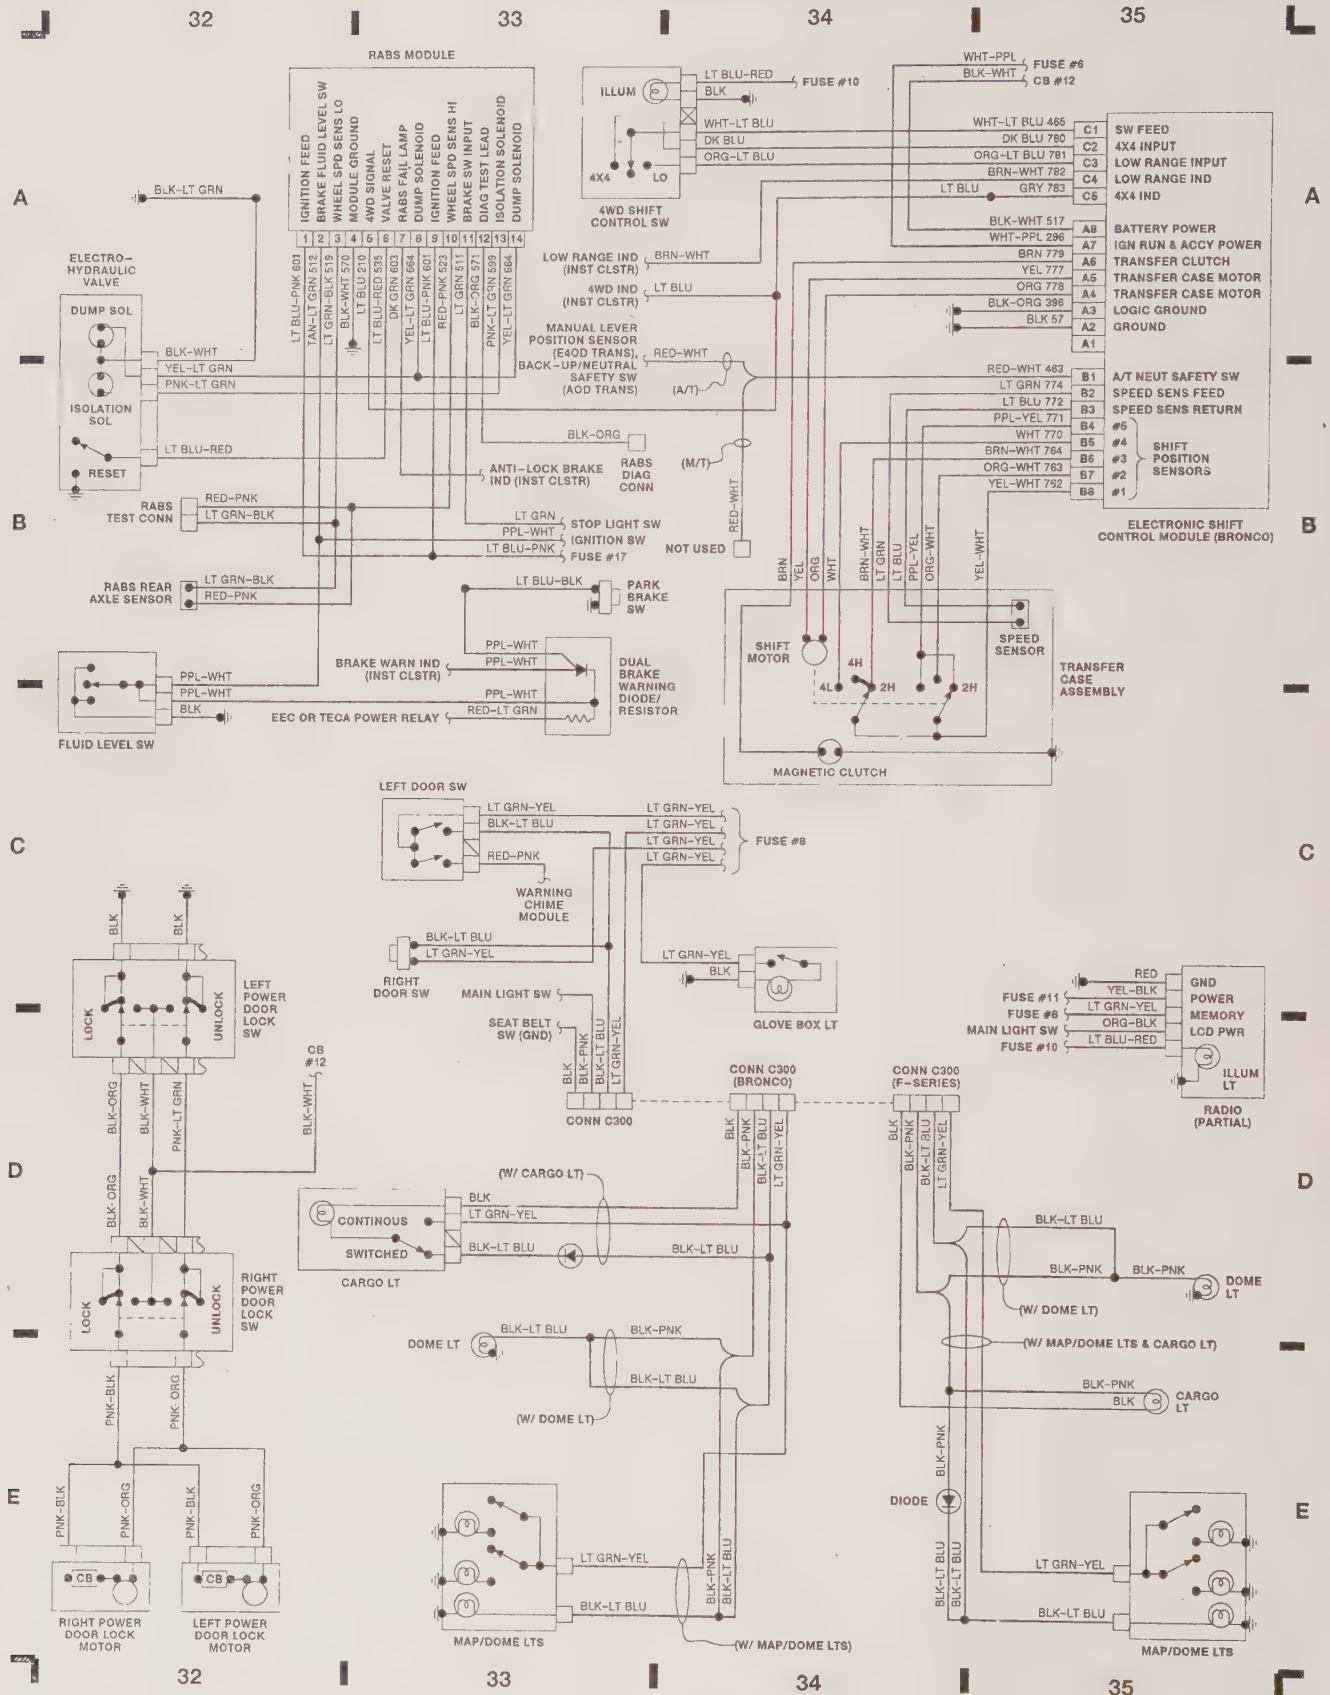 32
33
34
35
RABS MODULE
IGNITION FEED
BRAKE FLUID LEVEL SW
WHEEL SPD SENS LO
MODULE GROUND
4WD SIGNAL
VALVE RESET
RABS FAIL LAMP
DUMP SOLENOID
IGNITION FEED
WHEEL SPD SENS HI
BRAKE SW INPUT
DIAG TEST LEAD
ISOLATION SOLENOID
DUMP SOLENOID
1 2 3 4 5 6 7 8 9 10 11 12 13 14
LT BLU-PNK 601
TAN-LT GRN 512
LT GRN-BLK 519
BLK-WHT 570
LT BLU 210
LT BLU-RED 535
DK GRN 603
YEL-LT GRN 664
LT BLU-PNK 601
RED-PNK 523
LT GRN 511
BLK-ORG 571
PNK-LT GRN 599
YEL-LT GRN 664
ILLUM
LT BLU-RED
FUSE #10
BLK
WHT-LT BLU
DK BLU
ORG-LT BLU
4X4
LO
4WD SHIFT
CONTROL SW
WHT-PPL
FUSE #6
BLK-WHT
CB #12
WHT-LT BLU 465
C1
SW FEED
DK BLU 780
C2
4X4 INPUT
ORG-LT BLU 781
C3
LOW RANGE INPUT
BRN-WHT 782
C4
LOW RANGE IND
LT BLU
GRY 783
C5
4X4 IND
A
A
BLK-LT GRN
BLK-WHT 517
A8
BATTERY POWER
WHT-PPL 296
A7
IGN RUN & ACCY POWER
BRN 779
A6
TRANSFER CLUTCH
YEL 777
A5
TRANSFER CASE MOTOR
ORG 778
A4
TRANSFER CASE MOTOR
BLK-ORG 396
A3
LOGIC GROUND
BLK 57
A2
GROUND
A1
RED-WHT 463
B1
A/T NEUT SAFETY SW
LT GRN 774
B2
SPEED SENS FEED
LT BLU 772
B3
SPEED SENS RETURN
PPL-YEL 771
B4
#5
WHT 770
B5
#4
BRN-WHT 764
B6
#3
ORG-WHT 763
B7
#2
YEL-WHT 762
B8
#1
SHIFT
POSITION
SENSORS
ELECTRONIC SHIFT
CONTROL MODULE (BRONCO)
LOW RANGE IND
(INST CLSTR)
BRN-WHT
4WD IND
(INST CLSTR)
LT BLU
MANUAL LEVER
POSITION SENSOR
(E4OD TRANS),
BACK-UP/NEUTRAL
SAFETY SW
(AOD TRANS)
RED-WHT
(A/T)
(M/T)
RED-WHT
NOT USED
ELECTRO-
HYDRAULIC
VALVE
DUMP SOL
ISOLATION
SOL
RESET
BLK-WHT
YEL-LT GRN
PNK-LT GRN
LT BLU-RED
BLK-ORG
RABS
DIAG
CONN
ANTI-LOCK BRAKE
IND (INST CLSTR)
B
B
RABS
TEST CONN
RED-PNK
LT GRN-BLK
LT GRN
STOP LIGHT SW
PPL-WHT
IGNITION SW
LT BLU-PNK
FUSE #17
RABS REAR
AXLE SENSOR
LT GRN-BLK
RED-PNK
LT BLU-BLK
PARK
BRAKE
SW
BRN
YEL
ORG
WHT
BRN-WHT
LT GRN
LT BLU
PPL-YEL
ORG-WHT
YEL-WHT
SHIFT
MOTOR
4H
4L
2H
2H
SPEED
SENSOR
TRANSFER
CASE
ASSEMBLY
MAGNETIC CLUTCH
PPL-WHT
BRAKE WARN IND
(INST CLSTR)
PPL-WHT
DUAL
BRAKE
WARNING
DIODE/
RESISTOR
PPL-WHT
PPL-WHT
BLK
PPL-WHT
EEC OR TECA POWER RELAY
RED-LT GRN
FLUID LEVEL SW
LEFT DOOR SW
LT GRN-YEL
BLK-LT BLU
RED-PNK
WARNING
CHIME
MODULE
LT GRN-YEL
LT GRN-YEL
LT GRN-YEL
LT GRN-YEL
FUSE #8
C
C
BLK
BLK
LEFT
POWER
DOOR
LOCK
SW
LOCK
UNLOCK
BLK-LT BLU
LT GRN-YEL
RIGHT
DOOR SW
MAIN LIGHT SW
SEAT BELT
SW (GND)
BLK
BLK-PNK
BLK-LT BLU
LT GRN-YEL
CONN C300
LT GRN-YEL
BLK
GLOVE BOX LT
RED
GND
FUSE #11
YEL-BLK
POWER
FUSE #8
LT GRN-YEL
MEMORY
MAIN LIGHT SW
ORG-BLK
LCD PWR
FUSE #10
LT BLU-RED
ILLUM
LT
RADIO
(PARTIAL)
CONN C300
(BRONCO)
BLK
BLK-PNK
BLK-LT BLU
LT GRN-YEL
CONN C300
(F-SERIES)
BLK
BLK-PNK
BLK-LT BLU
LT GRN-YEL
CB
#12
BLK-WHT
BLK-ORG
BLK-WHT
PNK-LT GRN
D
D
BLK-ORG
BLK-WHT
(W/ CARGO LT)
CONTINOUS
SWITCHED
BLK
LT GRN-YEL
BLK-LT BLU
BLK-LT BLU
CARGO LT
BLK-LT BLU
BLK-PNK
BLK-PNK
DOME
LT
(W/ DOME LT)
(W/ MAP/DOME LTS & CARGO LT)
LOCK
UNLOCK
RIGHT
POWER
DOOR
LOCK
SW
DOME LT
BLK-LT BLU
BLK-PNK
BLK-LT BLU
(W/ DOME LT)
BLK-PNK
BLK
CARGO
LT
PNK-BLK
PNK-ORG
BLK-PNK
E
E
DIODE
PNK-BLK
PNK-ORG
BLK
BLK-ORG
CB
CB
RIGHT POWER
DOOR LOCK
MOTOR
LEFT POWER
DOOR LOCK
MOTOR
LT GRN-YEL
BLK-LT BLU
BLK-PNK
BLK-LT BLU
MAP/DOME LTS
(W/ MAP/DOME LTS)
BLK-LT BLU
BLK-LT BLU
LT GRN-YEL
BLK-LT BLU
MAP/DOME LTS
32
33
34
35